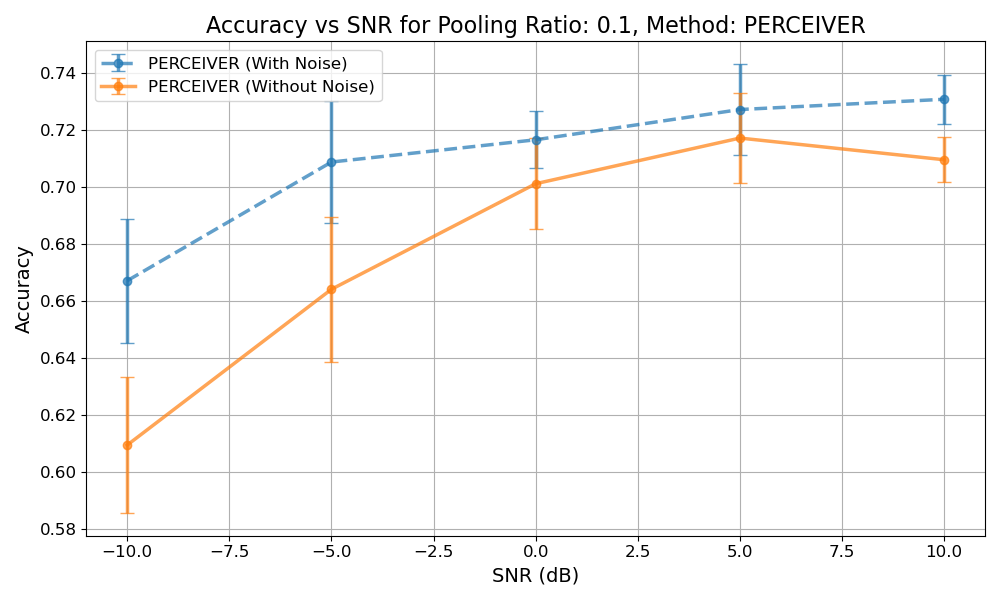 Accuracy vs SNR for Pooling Ratio: 0.1, Method: PERCEIVER
PERCEIVER (With Noise)
PERCEIVER (Without Noise)
Accuracy
0.74
0.72
0.70
0.68
0.66
0.64
0.62
0.60
0.58
−10.0 −7.5 −5.0 −2.5 0.0 2.5 5.0 7.5 10.0
SNR (dB)